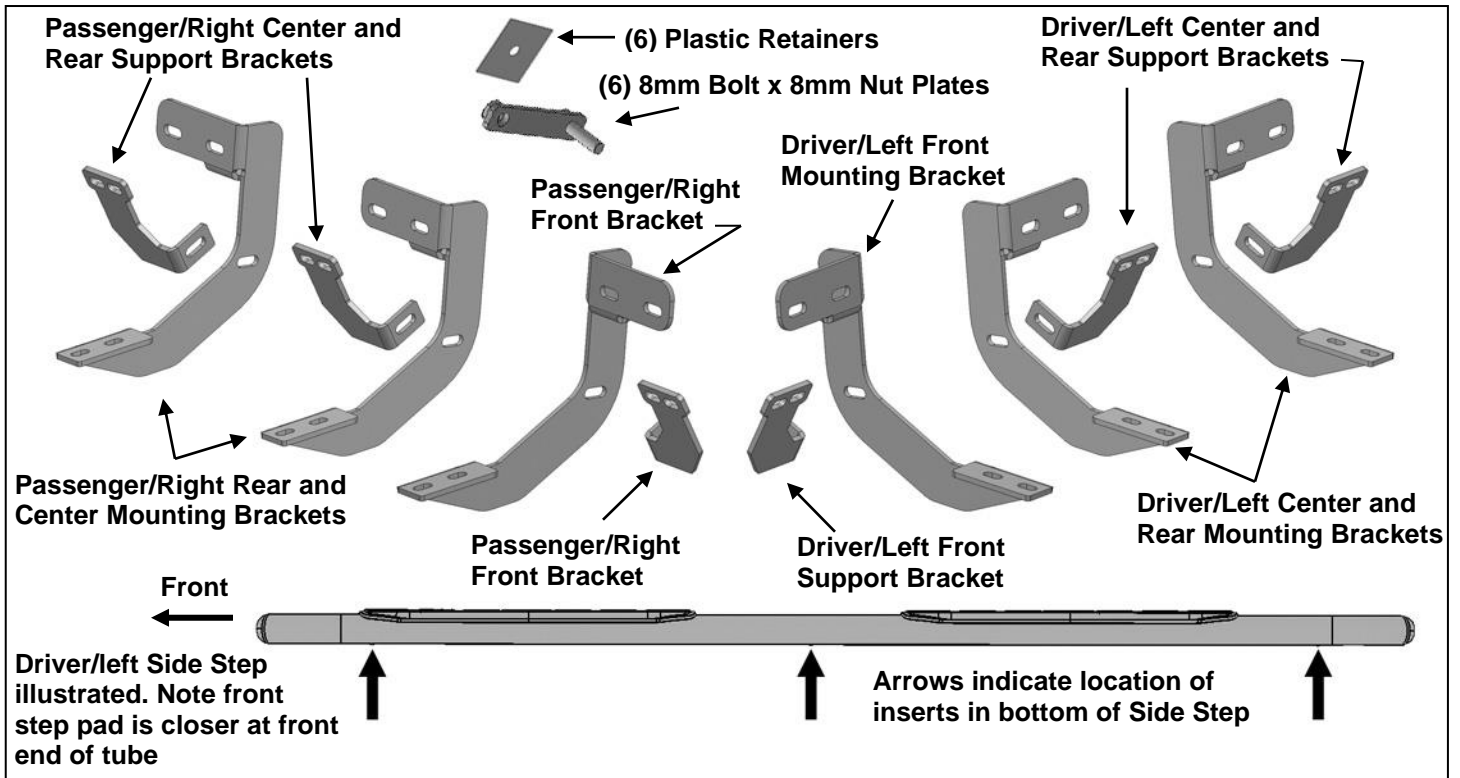 Passenger/Right Center and
Rear Support Brackets
(6) Plastic Retainers
(6) 8mm Bolt x 8mm Nut Plates
Driver/Left Center and
Rear Support Brackets
Driver/Left Front
Mounting Bracket
Passenger/Right
Front Bracket
Passenger/Right Rear and
Center Mounting Brackets
Passenger/Right
Front Bracket
Driver/Left Front
Support Bracket
Driver/Left Center and
Rear Mounting Brackets
Front
Driver/left Side Step
illustrated. Note front
step pad is closer at front
end of tube
Arrows indicate location of
inserts in bottom of Side Step